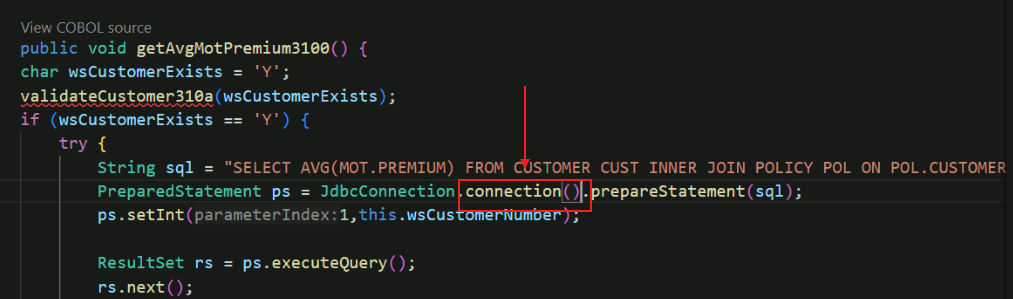 View COBOL source
public void getAvgMotPremium3100() {
char wsCustomerExists = 'Y';
validateCustomer310a(wsCustomerExists);
if (wsCustomerExists == 'Y') {
try {
String sql = "SELECT AVG(MOT.PREMIUM) FROM CUSTOMER CUST INNER JOIN POLICY POL ON POL.CUSTOMER
PreparedStatement ps = JdbcConnection.connection().prepareStatement(sql);
ps.setInt(parameterIndex:1,this.wsCustomerNumber);
ResultSet rs = ps.executeQuery();
rs.next();